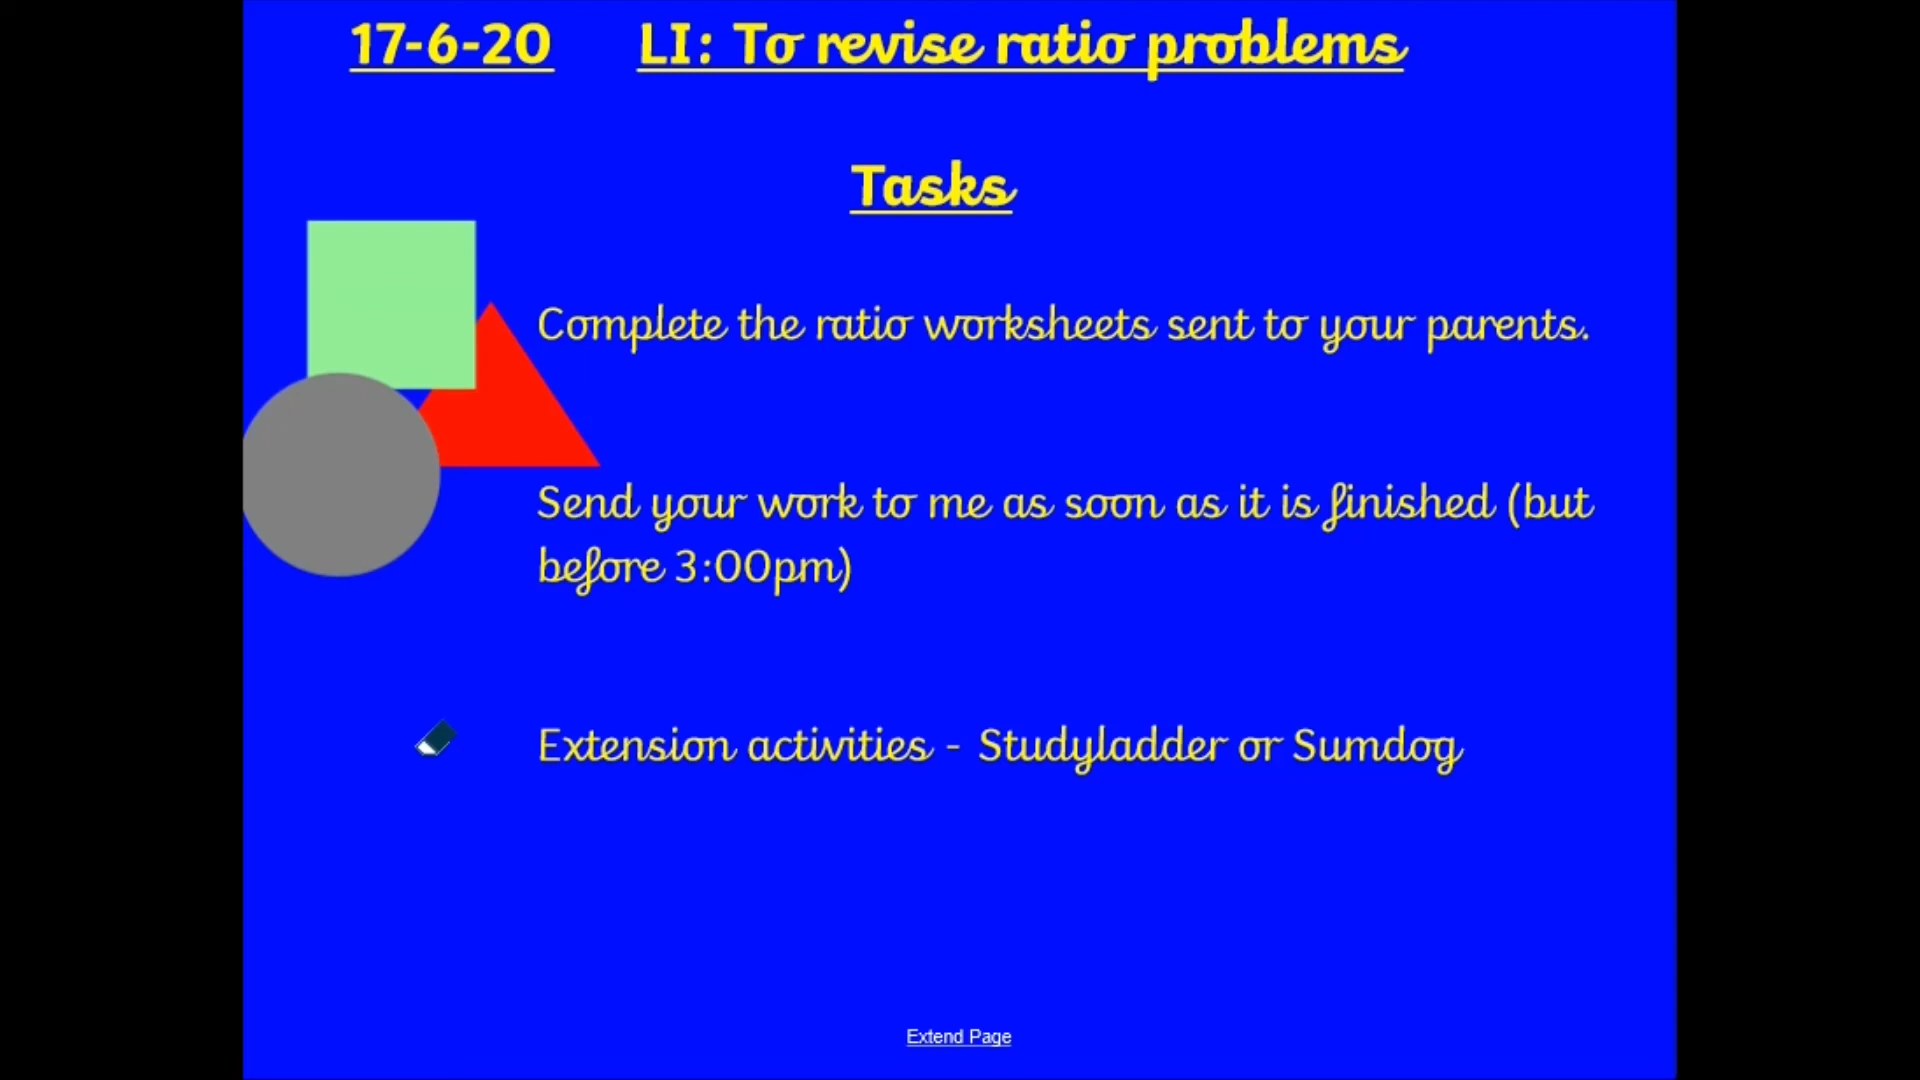 17-6-20 LI: To revise ratio problems
Tasks
Complete the ratio worksheets sent to your parents.
Send your work to me as soon as it is finished (but
before 3:00pm)
Extension activities - Studyladder or Sumdog
Extend Page